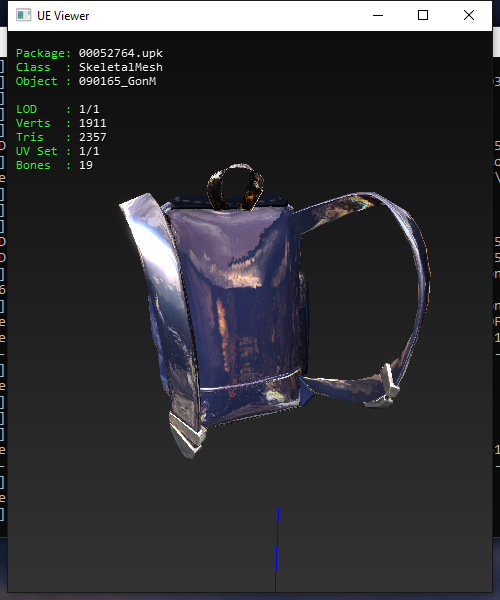 UE Viewer
Package: 00052764.upk
Class  : SkeletalMesh
Object : 090165_GonM
LOD    : 1/1
Verts  : 1911
Tris   : 2357
UV Set : 1/1
Bones  : 19